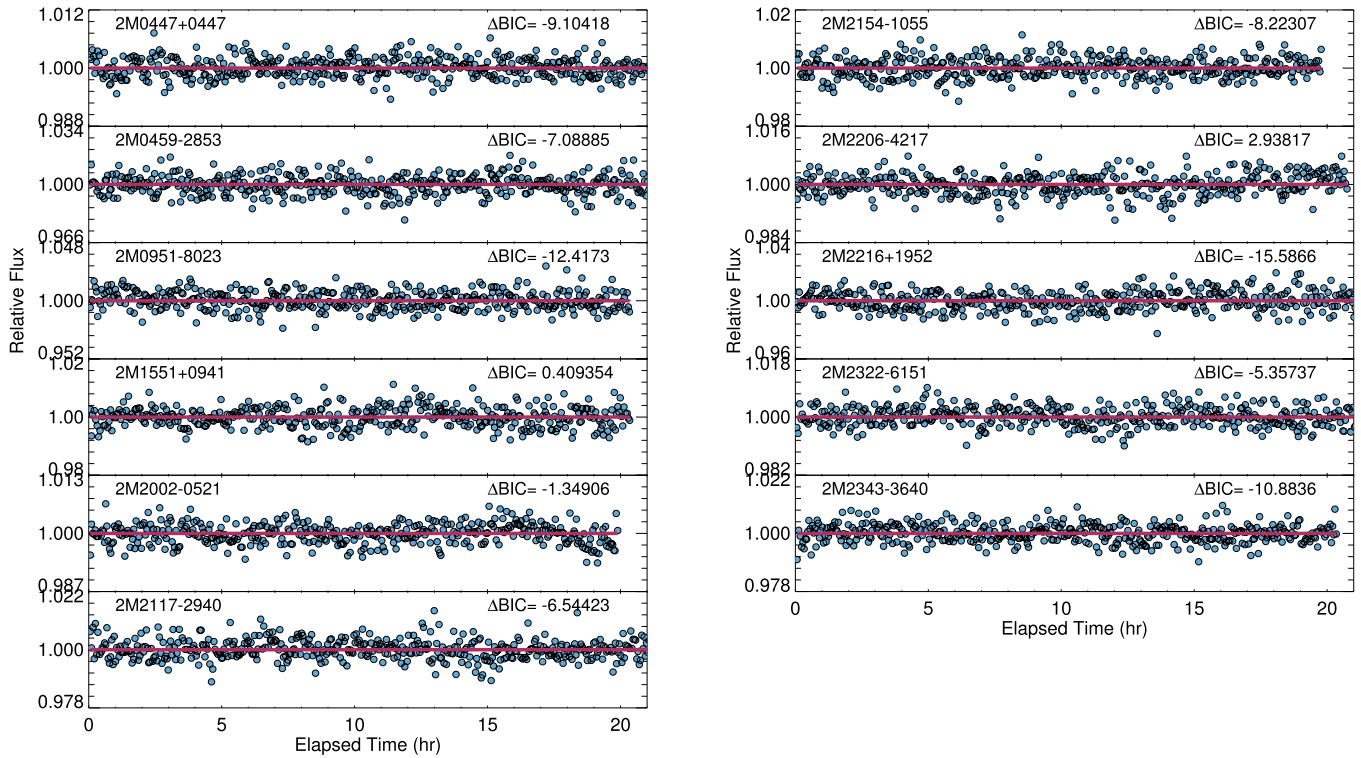 1.012
2M0447+0447 ΔBIC= -9.10418
1.000
0.988
1.034
2M0459-2853 ΔBIC= -7.08885
1.000
0.966
1.048
2M0951-8023 ΔBIC= -12.4173
1.000
0.952
1.02
2M1551+0941 ΔBIC= 0.409354
1.00
0.98
1.013
2M2002-0521 ΔBIC= -1.34906
1.000
0.987
1.022
2M2117-2940 ΔBIC= -6.54423
1.000
0.978
0 5 10 15 20
Elapsed Time (hr)
Relative Flux
1.02
2M2154-1055 ΔBIC= -8.22307
1.00
0.98
1.016
2M2206-4217 ΔBIC= 2.93817
1.000
0.984
1.04
2M2216+1952 ΔBIC= -15.5866
1.00
0.96
1.018
2M2322-6151 ΔBIC= -5.35737
1.000
0.982
1.022
2M2343-3640 ΔBIC= -10.8836
1.000
0.978
0 5 10 15 20
Elapsed Time (hr)
Relative Flux